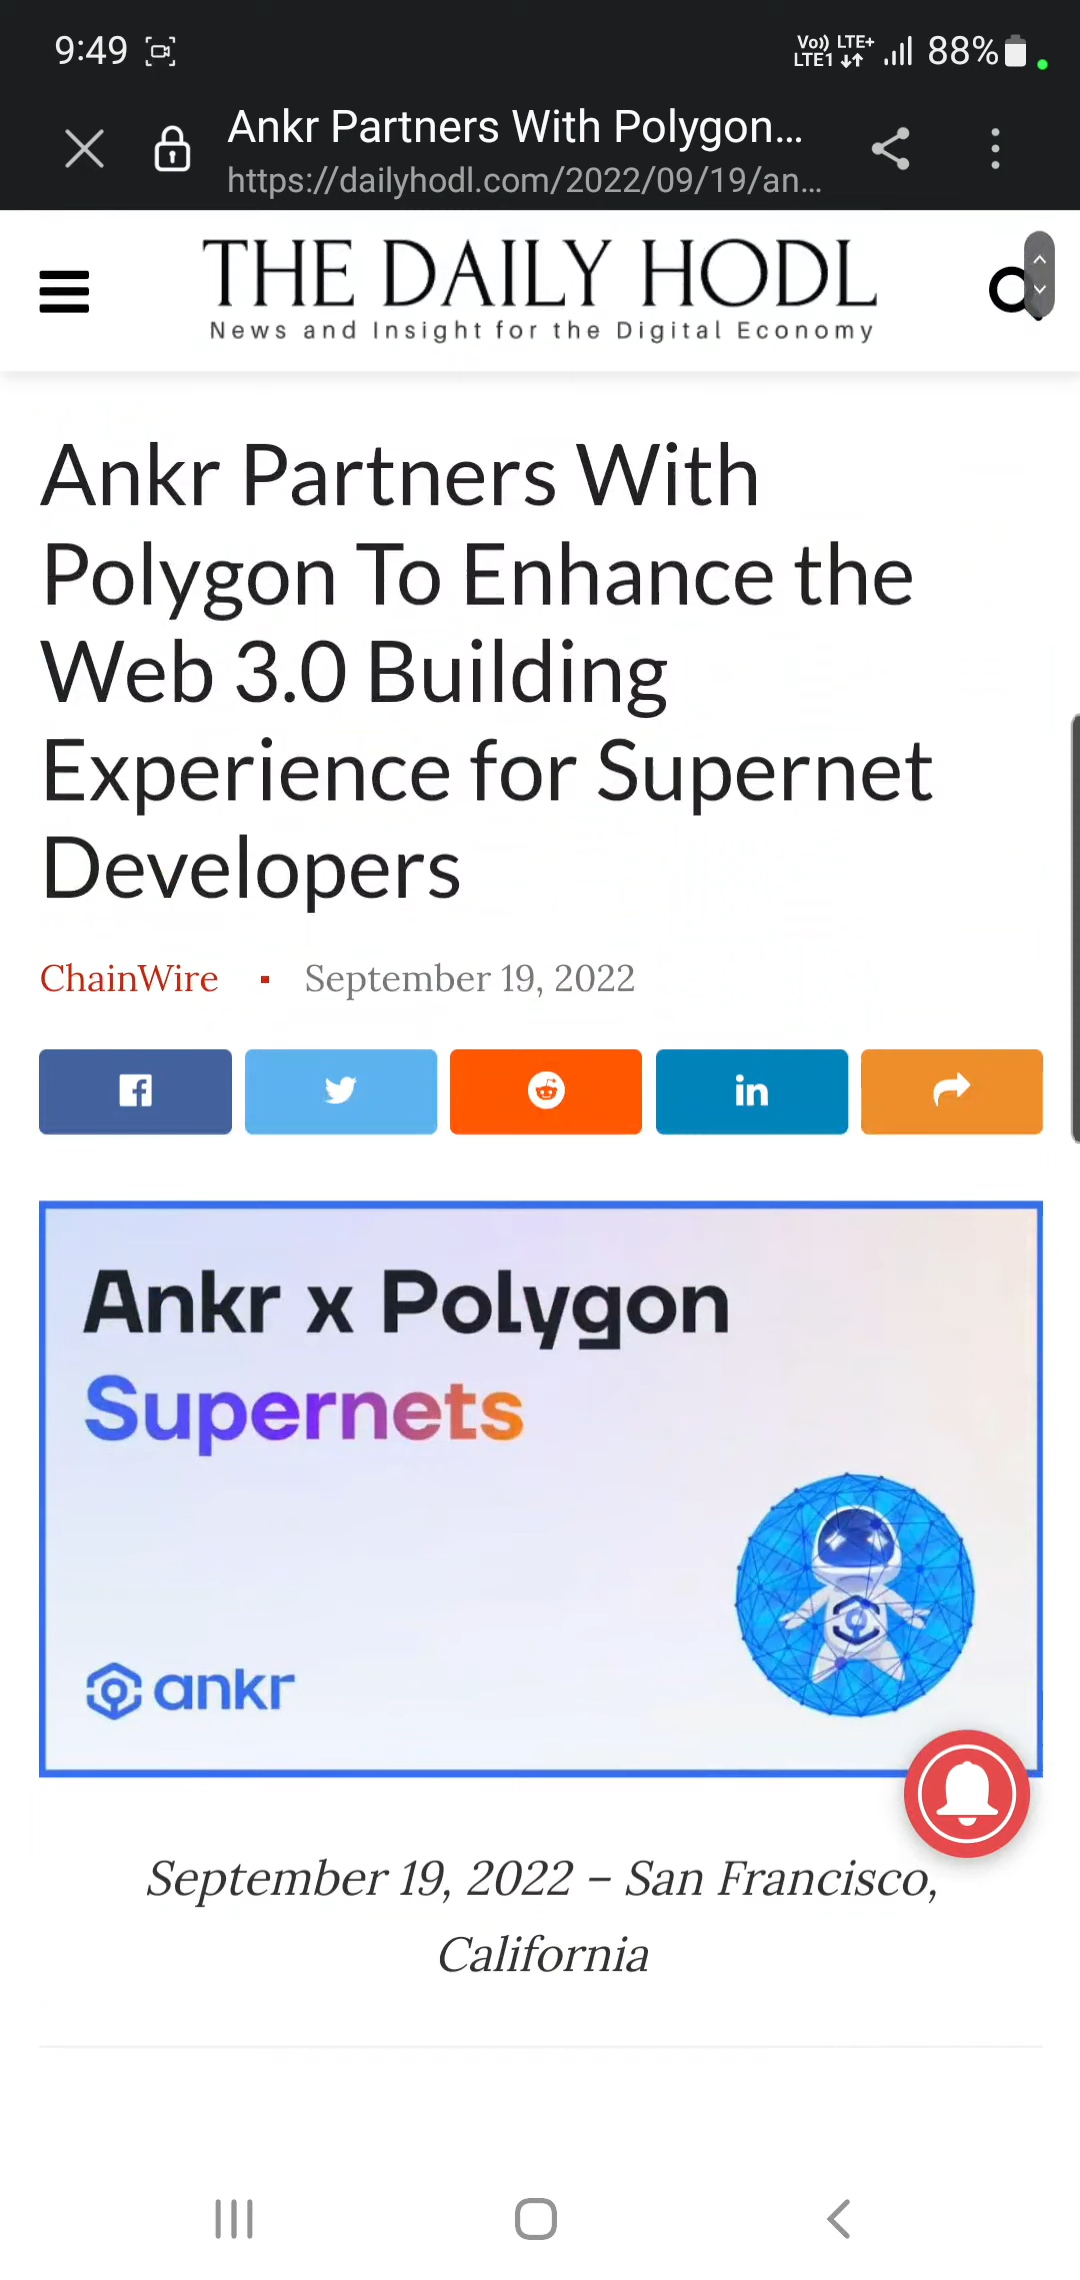 9:49
Vo)) LTE+
LTE1
88%
Ankr Partners With Polygon...
https://dailyhodl.com/2022/09/19/an...
THE DAILY HODL
News and Insight for the Digital Economy
Ankr Partners With
Polygon To Enhance the
Web 3.0 Building
Experience for Supernet
Developers
ChainWire ▪ September 19, 2022
in
Ankr x Polygon
Supernets
ankr
September 19, 2022 – San Francisco,
California